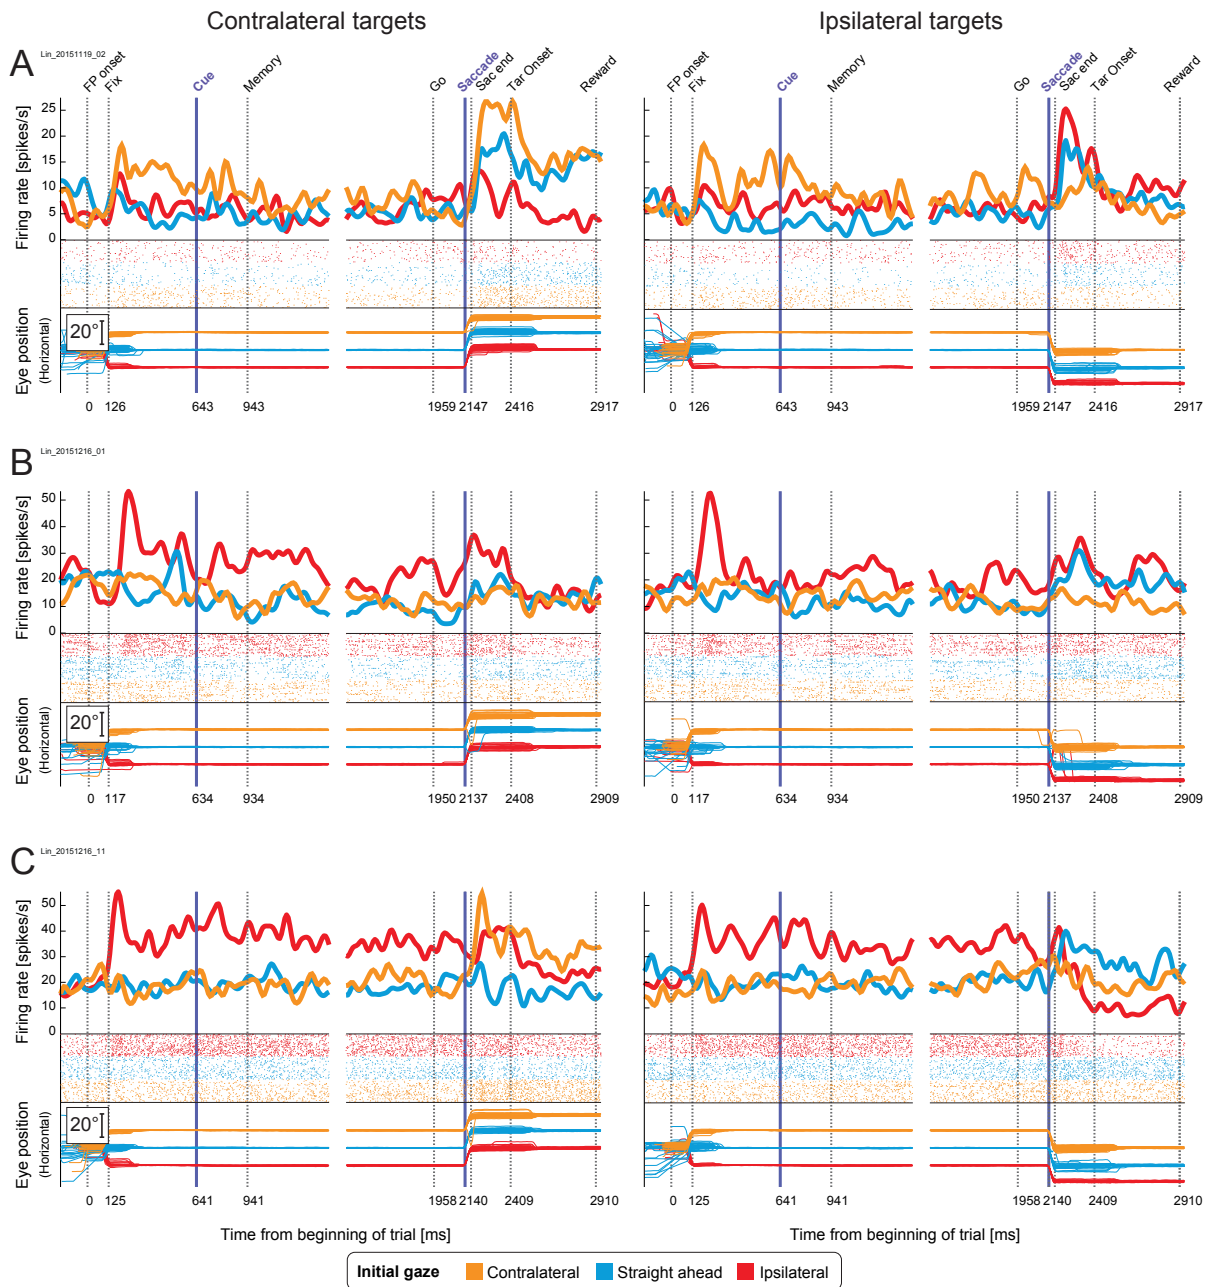 Contralateral targets
Ipsilateral targets
A
Lin_20151119_02
FP onset
Fix
Cue
Memory
Go
Saccade
Sac end
Tar Onset
Reward
FP onset
Fix
Cue
Memory
Go
Saccade
Sac end
Tar Onset
Reward
Firing rate [spikes/s]
25
20
15
10
5
0
Eye position
(Horizontal)
20°
0 126 643 943 1959 2147 2416 2917
0 126 643 943 1959 2147 2416 2917
B
Lin_20151216_01
Firing rate [spikes/s]
50
40
30
20
10
0
Eye position
(Horizontal)
20°
0 117 634 934 1950 2137 2408 2909
0 117 634 934 1950 2137 2408 2909
C
Lin_20151216_11
Firing rate [spikes/s]
50
40
30
20
10
0
Eye position
(Horizontal)
20°
0 125 641 941 1958 2140 2409 2910
0 125 641 941 1958 2140 2409 2910
Time from beginning of trial [ms]
Time from beginning of trial [ms]
Initial gaze Contralateral Straight ahead Ipsilateral